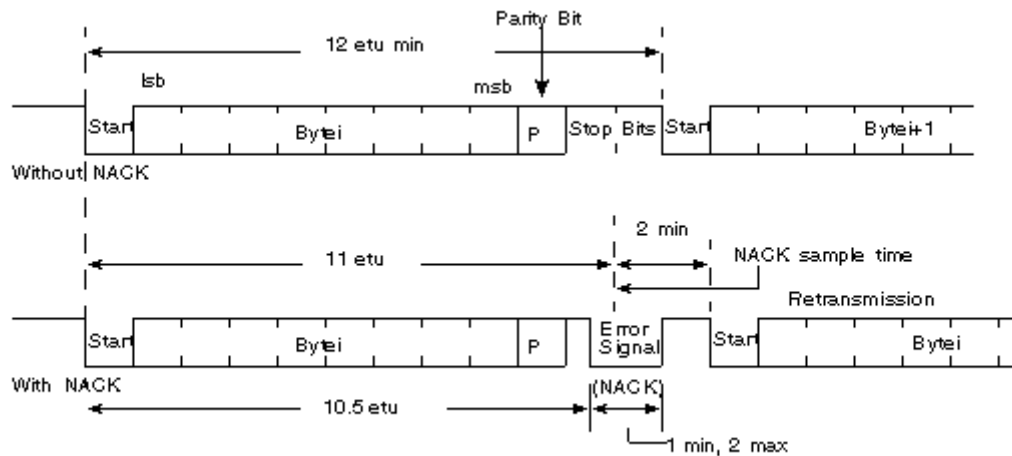 Parity Bit
12 etu min
lsb
msb
Start
Bytei
P
Stop Bits
Start
Bytei+1
Without NACK
2 min
11 etu
NACK sample time
Retransmission
Start
Bytei
P
Error
Signal
Start
Bytei
With NACK
(NACK)
10.5 etu
1 min, 2 max